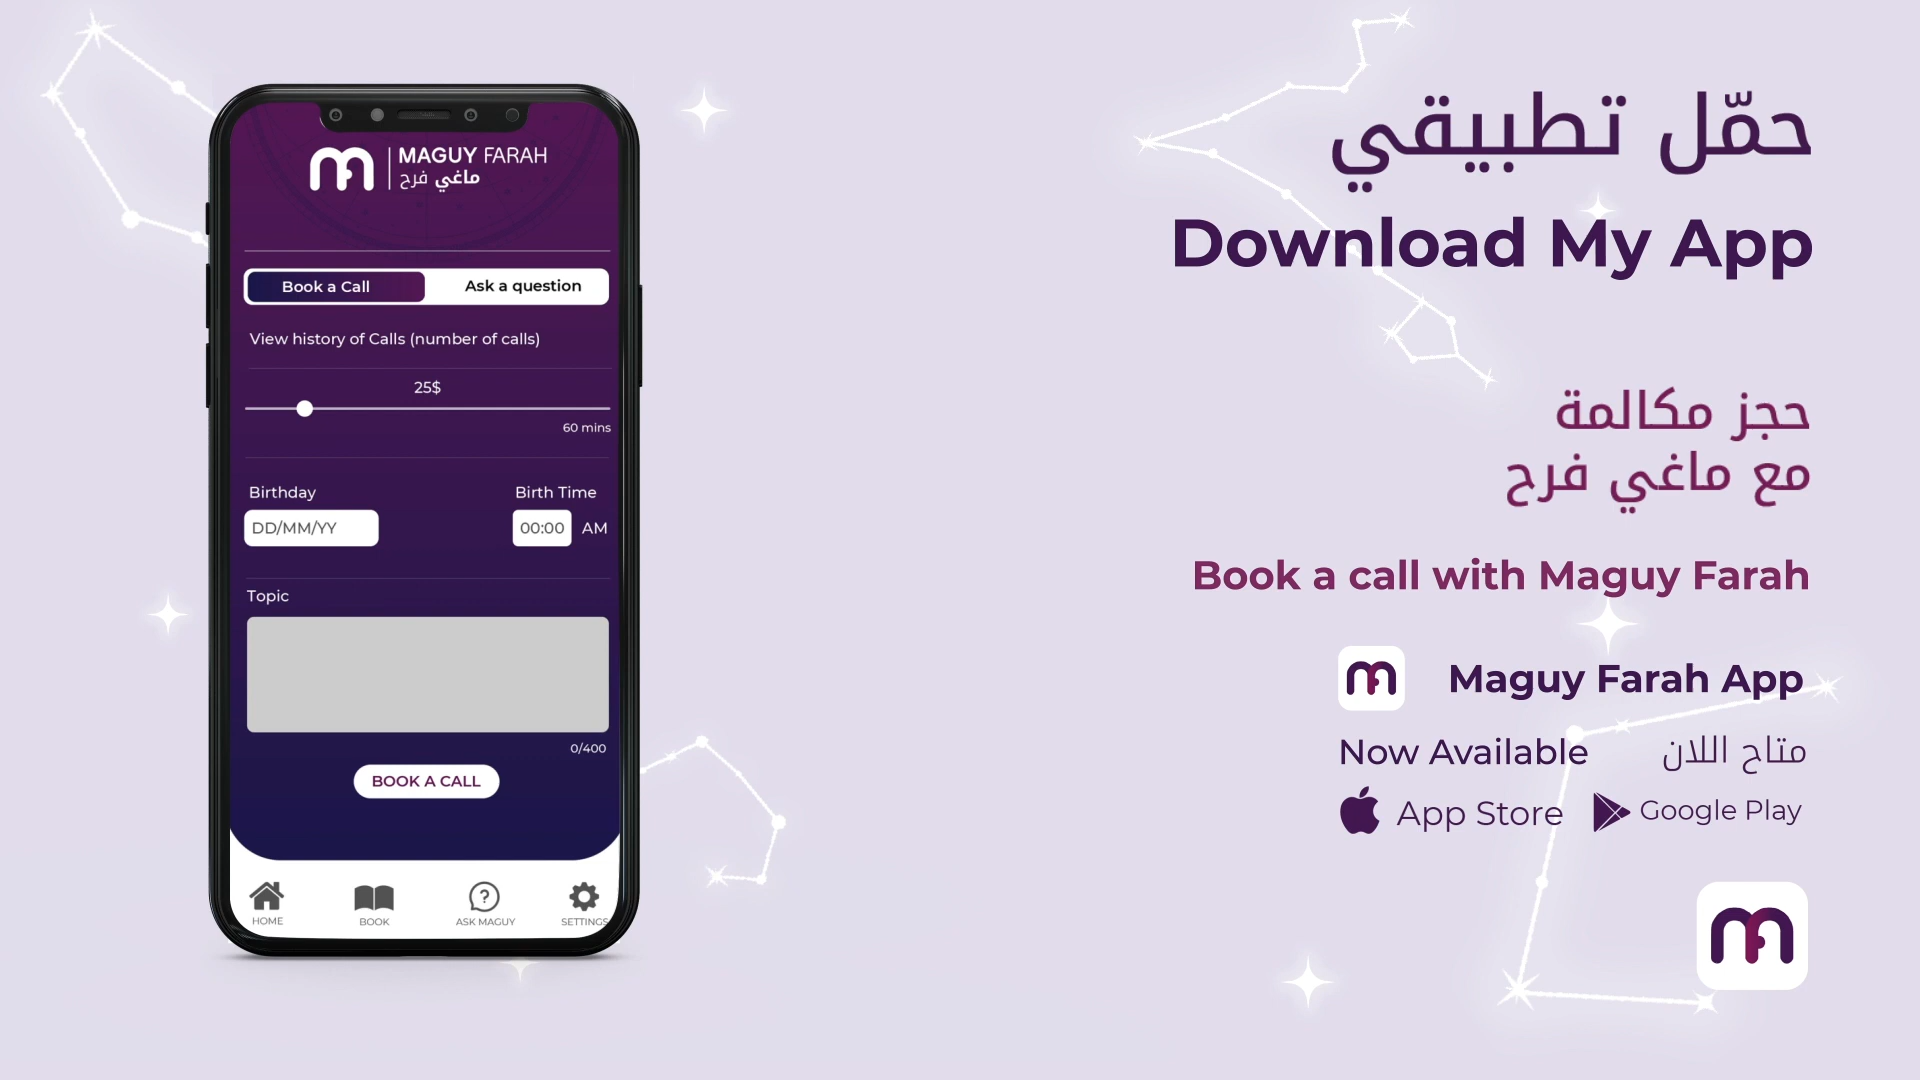 MAGUY FARAH
ماغي فرح
Book a Call
Ask a question
View history of Calls (number of calls)
25$
60 mins
Birthday
Birth Time
DD/MM/YY
00:00 AM
Topic
0/400
BOOK A CALL
HOME
BOOK
ASK MAGUY
SETTINGS
حمّل تطبيقي
Download My App
حجز مكالمة
مع ماغي فرح
Book a call with Maguy Farah
Maguy Farah App
Now Available
متاح اللان
App Store
Google Play